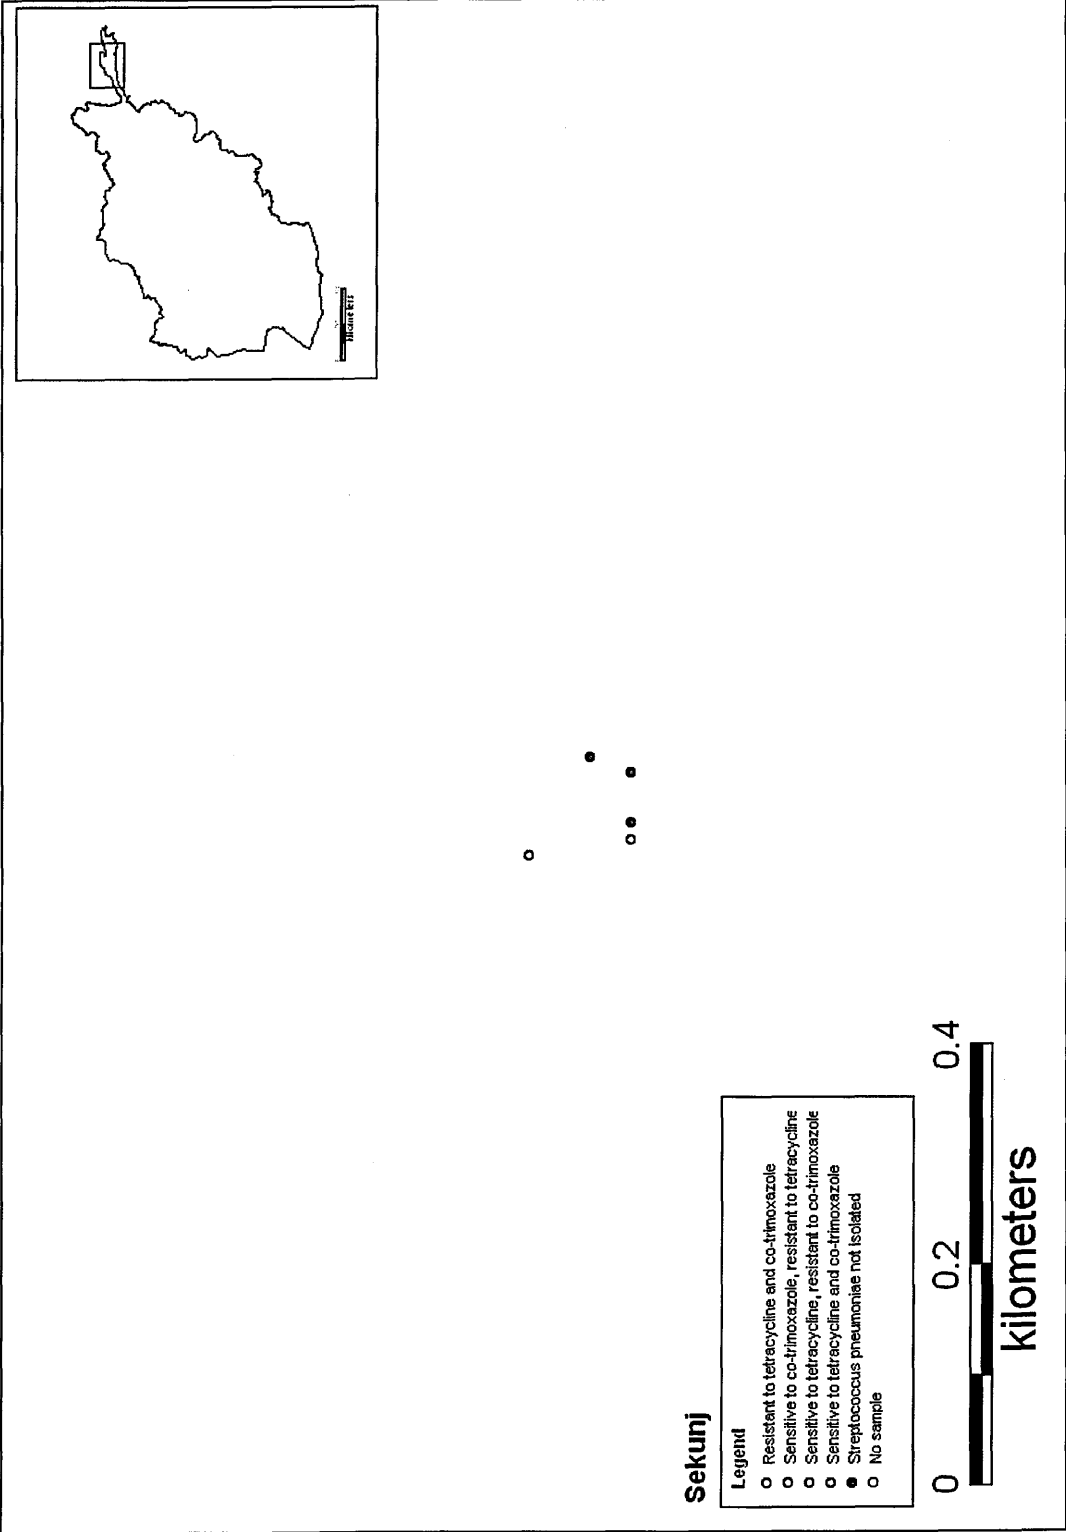 Sekunj
Legend
Resistant to tetracycline and co-trimoxazole
Sensitive to co-trimoxazole, resistant to tetracycline
Sensitive to tetracycline, resistant to co-trimoxazole
Sensitive to tetracycline and co-trimoxazole
Streptococcus pneumoniae not isolated
No sample
0 0.2 0.4
kilometers
kilometers